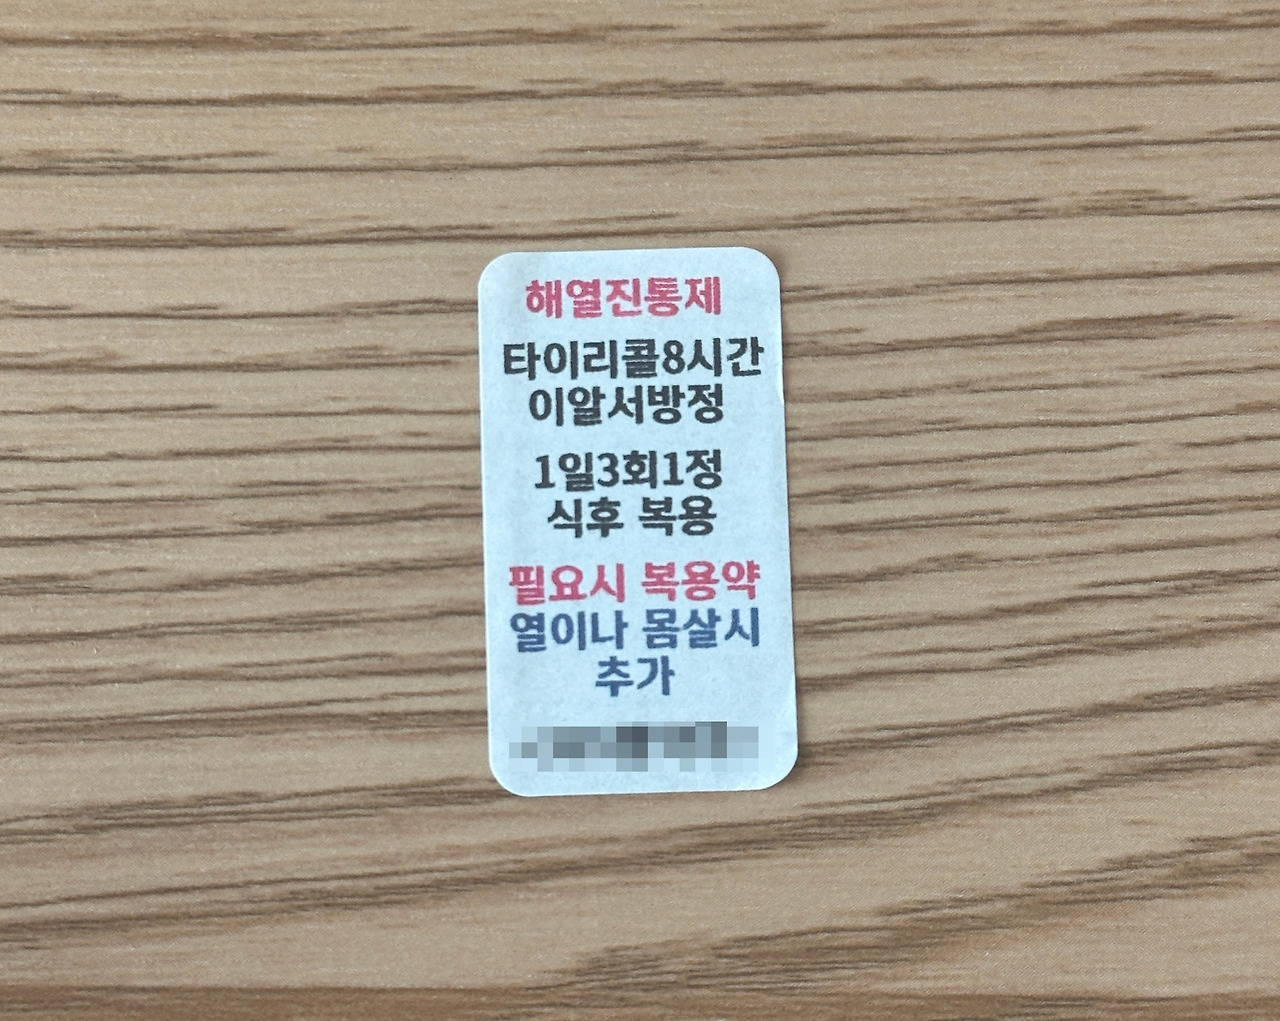 해열진통제
타이리콜8시간
이알서방정
1일3회1정
식후 복용
필요시 복용약
열이나 몸살시
추가